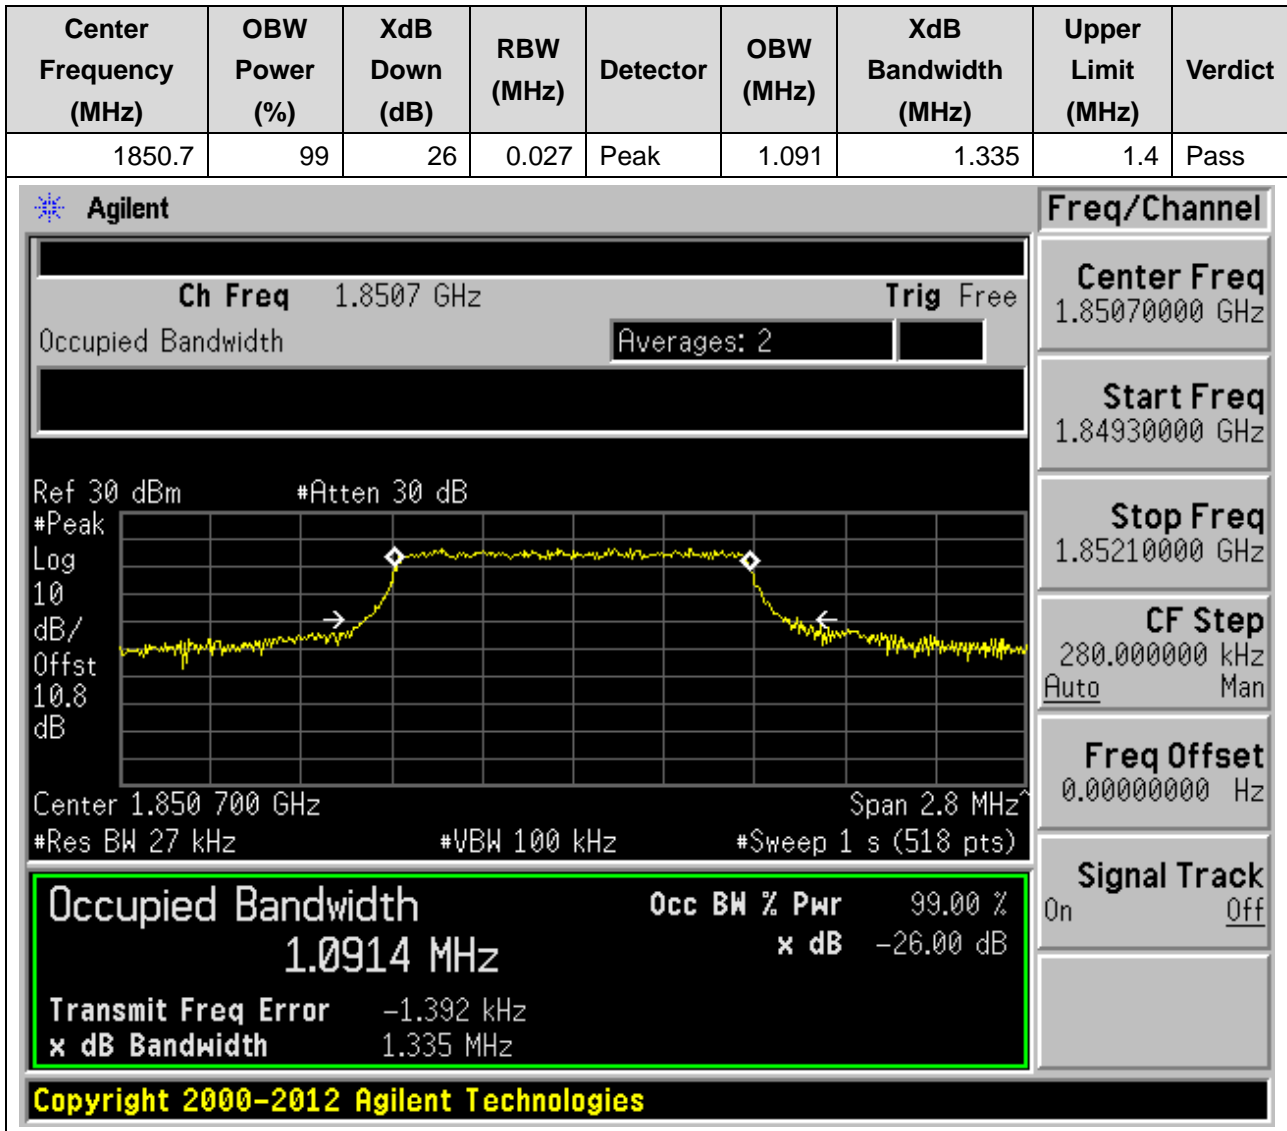 Center Frequency (MHz) OBW Power (%) XdB Down (dB) RBW (MHz) Detector OBW (MHz) XdB Bandwidth (MHz) Upper Limit (MHz) Verdict
1850.7 99 26 0.027 Peak 1.091 1.335 1.4 Pass
Agilent
Freq/Channel
Ch Freq 1.8507 GHz Trig Free
Occupied Bandwidth Averages: 2
Center Freq
1.85070000 GHz
Start Freq
1.84930000 GHz
Stop Freq
1.85210000 GHz
CF Step
280.000000 kHz
Auto Man
Freq Offset
0.00000000 Hz
Signal Track
On Off
Ref 30 dBm #Atten 30 dB
#Peak
Log
10
dB/
Offst
10.8
dB
Center 1.850 700 GHz Span 2.8 MHz^
#Res BW 27 kHz #VBW 100 kHz #Sweep 1 s (518 pts)
Occupied Bandwidth Occ BW % Pwr 99.00 %
1.0914 MHz x dB -26.00 dB
Transmit Freq Error -1.392 kHz
x dB Bandwidth 1.335 MHz
Copyright 2000-2012 Agilent Technologies